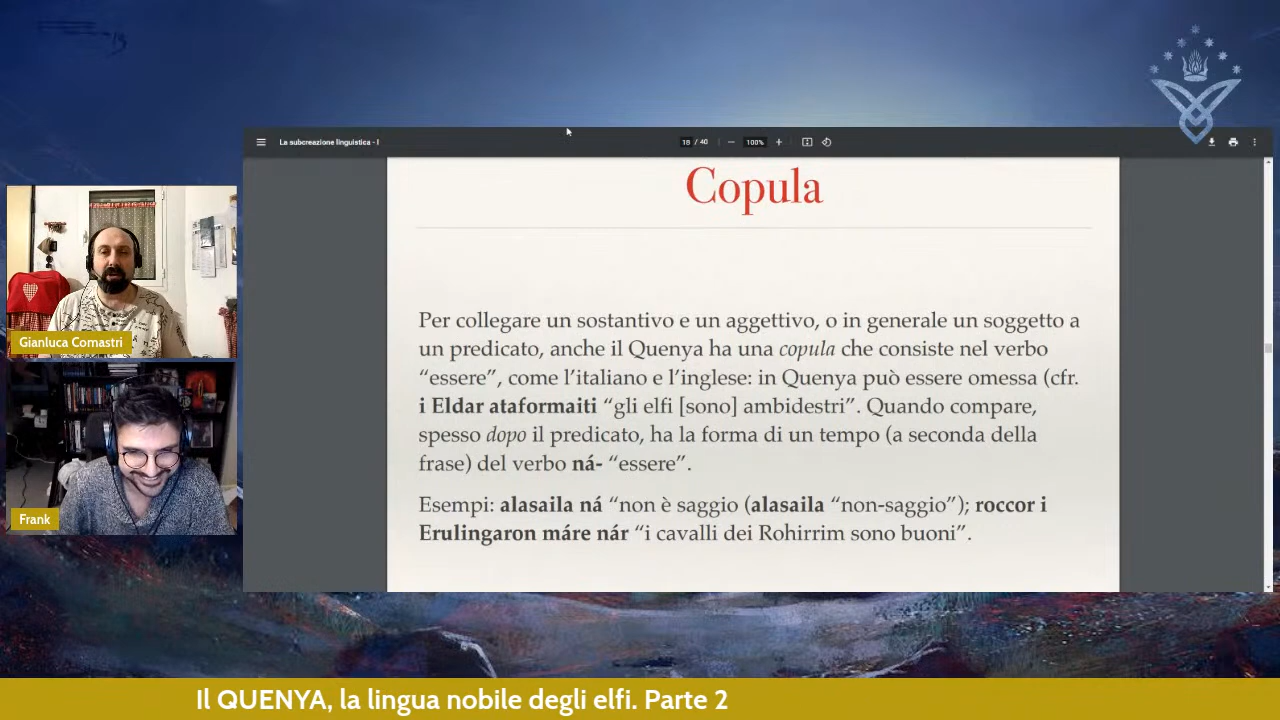 La subcreazione linguistica - I
18 / 40
100%
Copula
Per collegare un sostantivo e un aggettivo, o in generale un soggetto a
un predicato, anche il Quenya ha una copula che consiste nel verbo
“essere”, come l’italiano e l’inglese: in Quenya può essere omessa (cfr.
i Eldar ataformaiti “gli elfi [sono] ambidestri”. Quando compare,
spesso dopo il predicato, ha la forma di un tempo (a seconda della
frase) del verbo ná- “essere”.
Esempi: alasaila ná “non è saggio (alasaila “non-saggio”); roccor i
Erulingaron máre nár “i cavalli dei Rohirrim sono buoni”.
Gianluca Comastri
Frank
Il QUENYA, la lingua nobile degli elfi. Parte 2